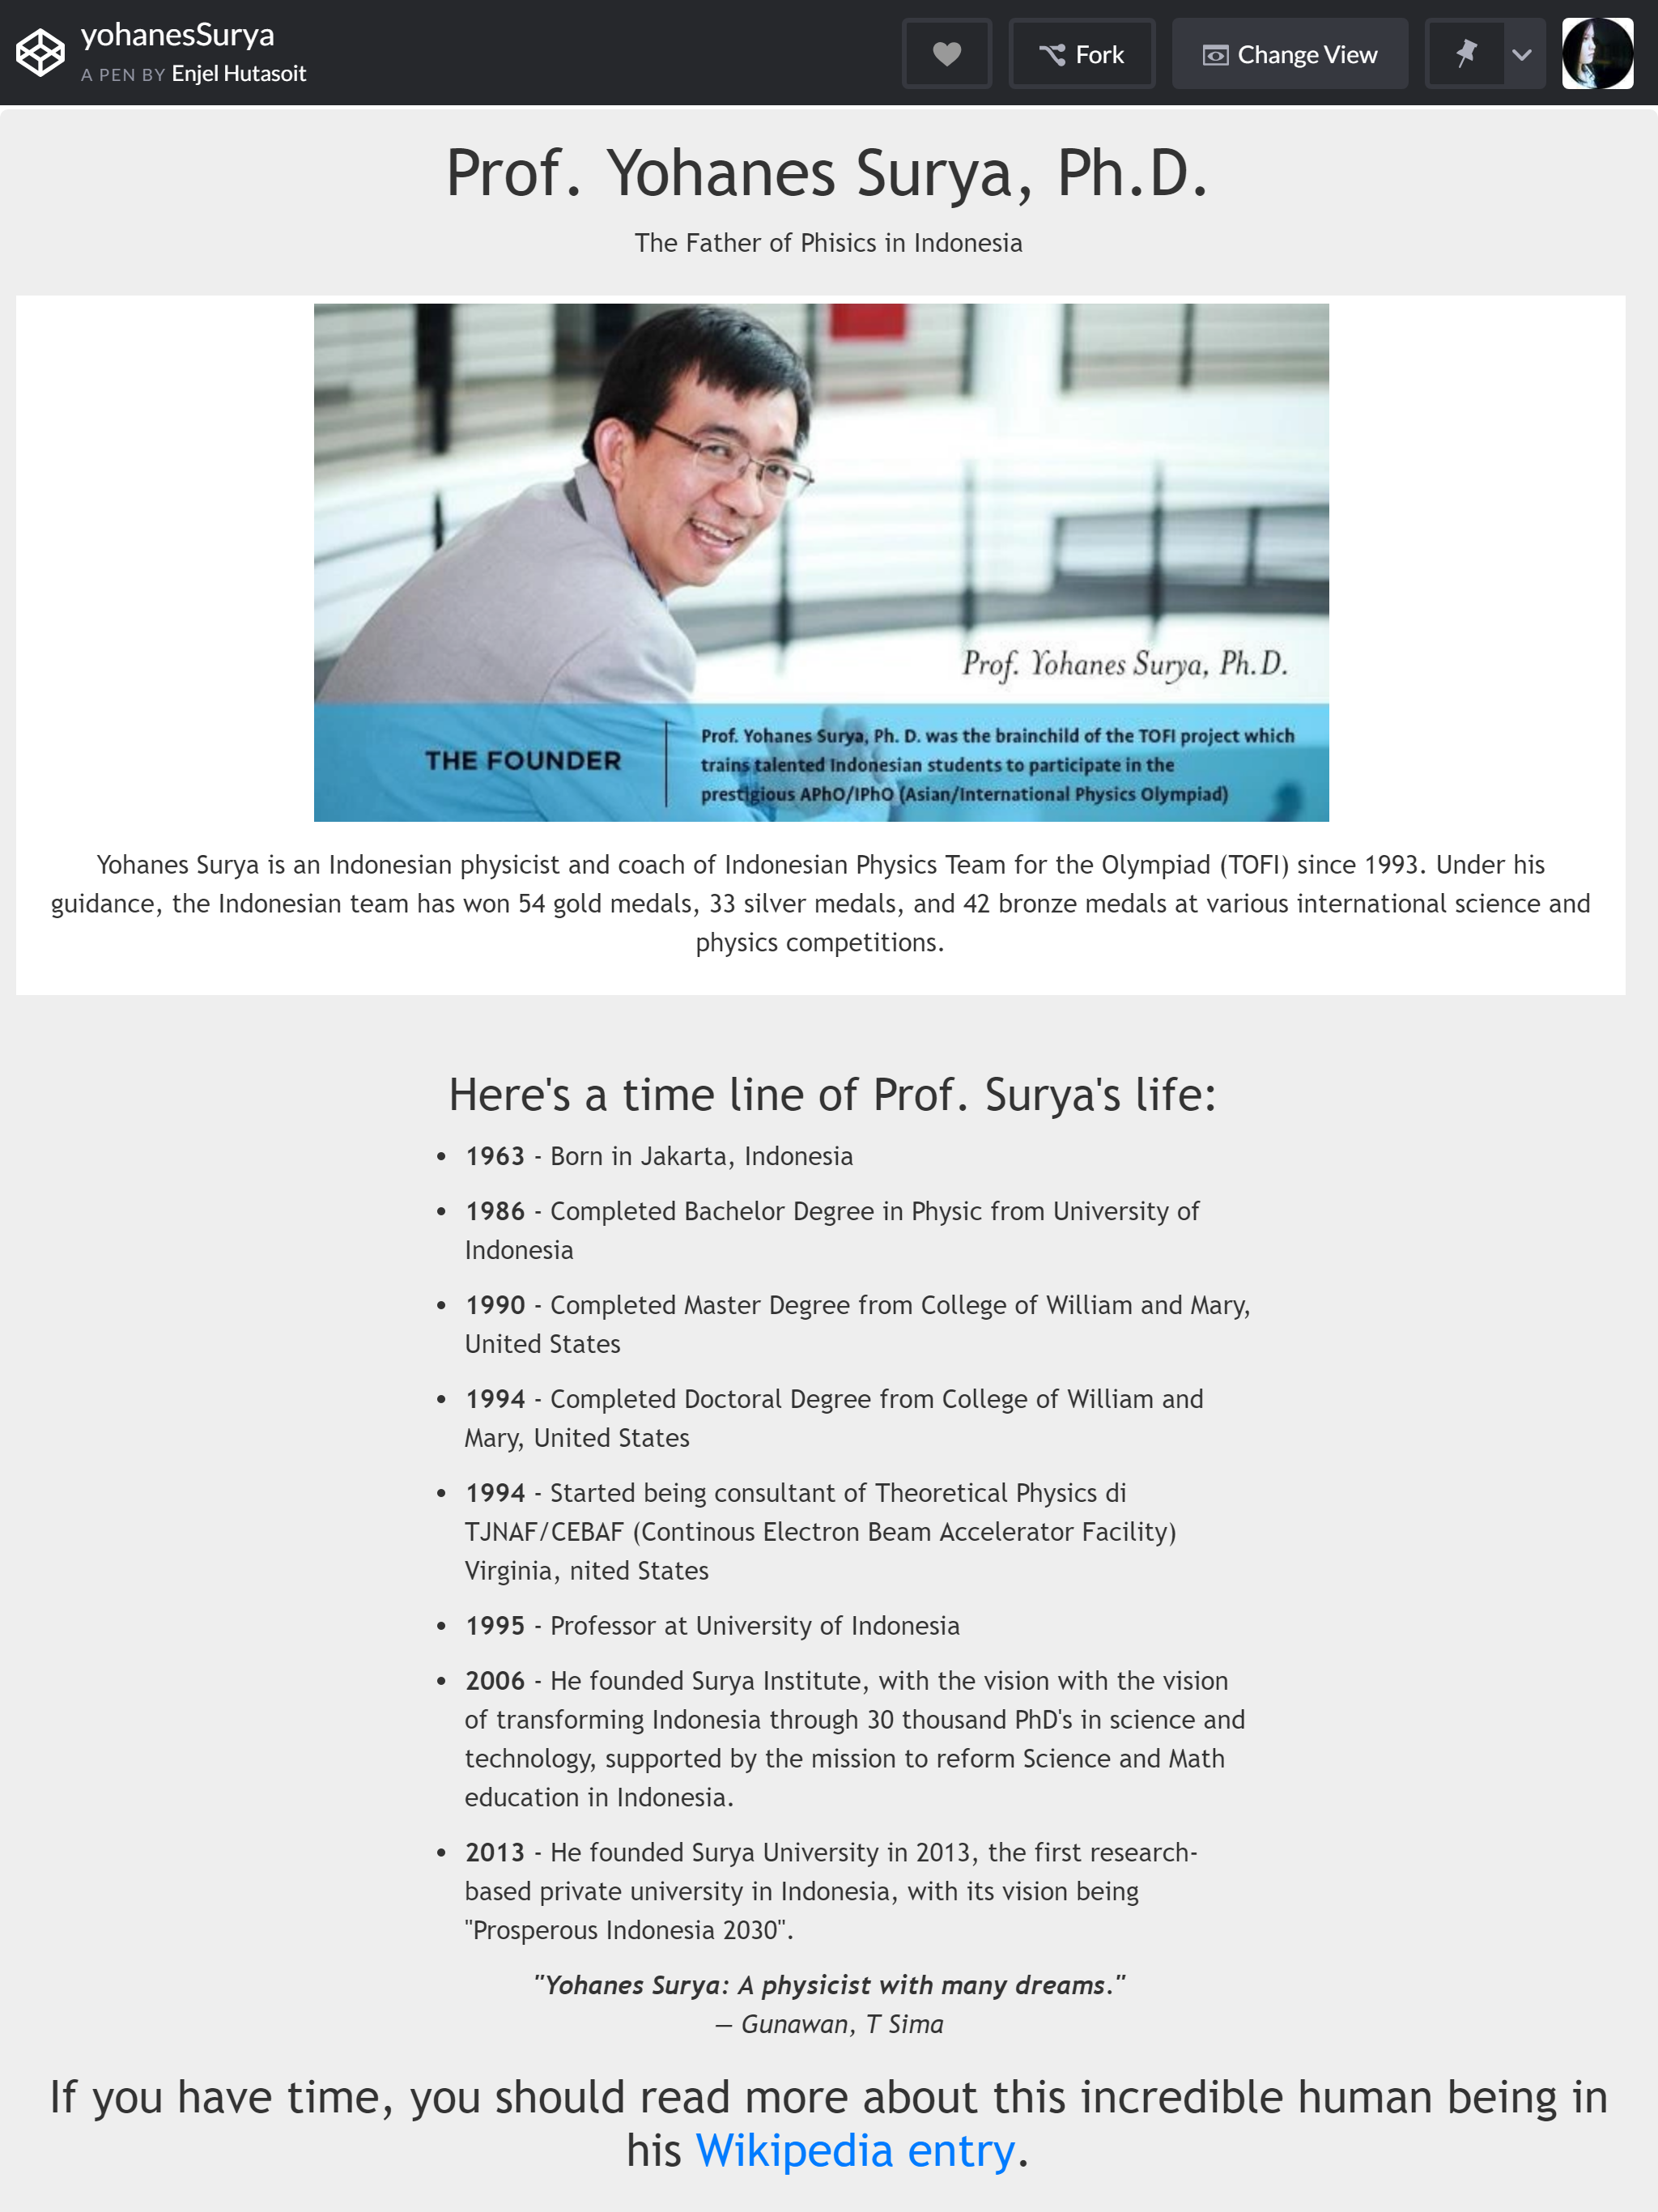 yohanesSurya
A PEN BY Enjel Hutasoit
Fork
Change View
Prof. Yohanes Surya, Ph.D.
The Father of Phisics in Indonesia
Prof. Yohanes Surya, Ph.D.
THE FOUNDER
Prof. Yohanes Surya, Ph. D. was the brainchild of the TOFI project which
trains talented Indonesian students to participate in the
prestigious APhO/IPhO (Asian/International Physics Olympiad)
Yohanes Surya is an Indonesian physicist and coach of Indonesian Physics Team for the Olympiad (TOFI) since 1993. Under his
guidance, the Indonesian team has won 54 gold medals, 33 silver medals, and 42 bronze medals at various international science and
physics competitions.
Here's a time line of Prof. Surya's life:
• 1963 - Born in Jakarta, Indonesia
• 1986 - Completed Bachelor Degree in Physic from University of
Indonesia
• 1990 - Completed Master Degree from College of William and Mary,
United States
• 1994 - Completed Doctoral Degree from College of William and
Mary, United States
• 1994 - Started being consultant of Theoretical Physics di
TJNAF/CEBAF (Continous Electron Beam Accelerator Facility)
Virginia, nited States
• 1995 - Professor at University of Indonesia
• 2006 - He founded Surya Institute, with the vision with the vision
of transforming Indonesia through 30 thousand PhD's in science and
technology, supported by the mission to reform Science and Math
education in Indonesia.
• 2013 - He founded Surya University in 2013, the first research-
based private university in Indonesia, with its vision being
"Prosperous Indonesia 2030".
"Yohanes Surya: A physicist with many dreams."
— Gunawan, T Sima
If you have time, you should read more about this incredible human being in
his Wikipedia entry.